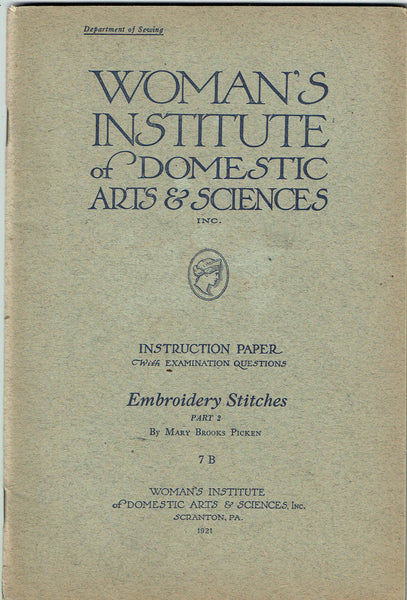 Department of Sewing
WOMAN'S
INSTITUTE
of DOMESTIC
ARTS & SCIENCES
INC.
INSTRUCTION PAPER
With EXAMINATION QUESTIONS
Embroidery Stitches
PART 2
By MARY BROOKS PICKEN
7 B
WOMAN'S INSTITUTE
of DOMESTIC ARTS & SCIENCES, INC.
SCRANTON, PA.
1921